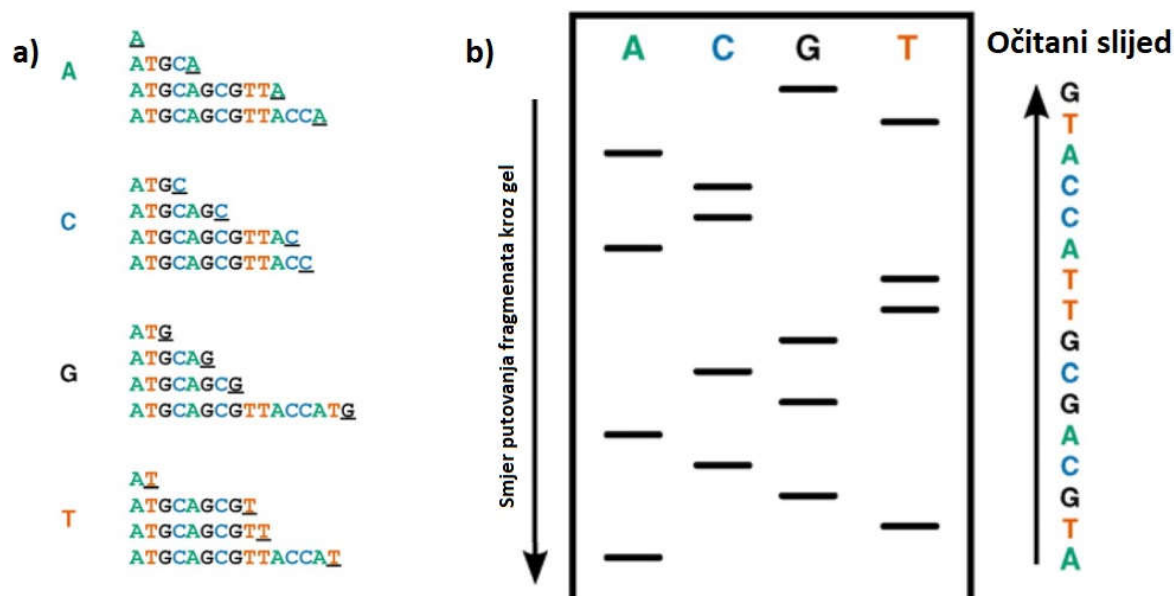 a)
A
A
ATGCA
ATGCAGCGTTA
ATGCAGCGTTACCA
C
ATGC
ATGCAGC
ATGCAGCGTTAC
ATGCAGCGTTACC
G
ATG
ATGCAG
ATGCAGCG
ATGCAGCGTTACCATG
T
AT
ATGCAGCGT
ATGCAGCGTT
ATGCAGCGTTACCAT
b)
A C G T
Smjer putovanja fragmenata kroz gel
Očitani slijed
G
T
A
C
C
A
T
T
G
C
G
A
C
G
T
A